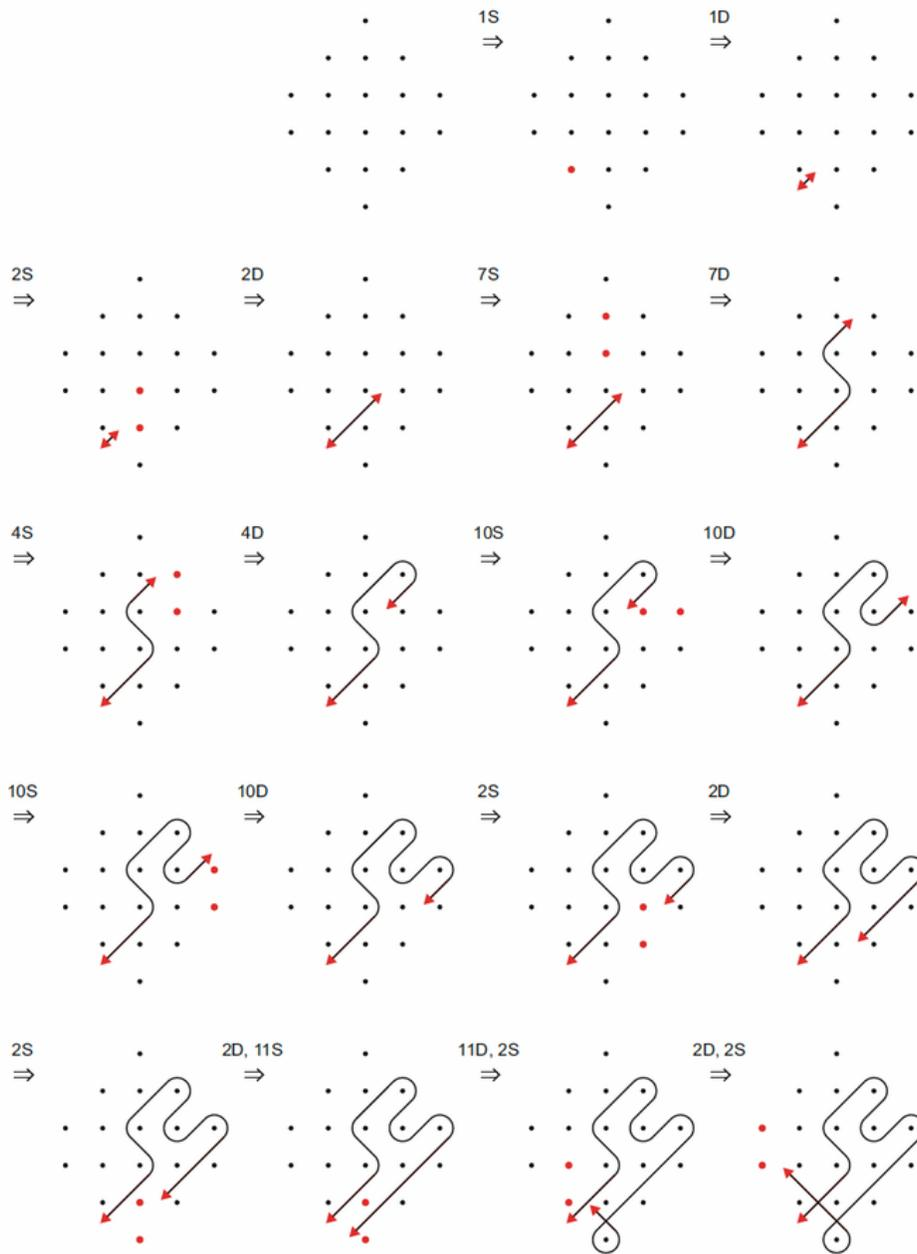 1S 1D
⇒ ⇒
2S 2D 7S 7D
⇒ ⇒ ⇒ ⇒
4S 4D 10S 10D
⇒ ⇒ ⇒ ⇒
10S 10D 2S 2D
⇒ ⇒ ⇒ ⇒
2S 2D, 11S 11D, 2S 2D, 2S
⇒ ⇒ ⇒ ⇒